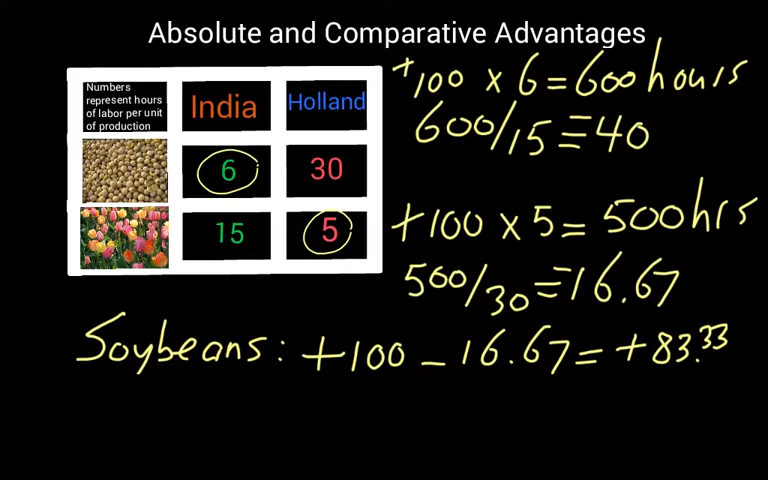 Absolute and Comparative Advantages
Numbers
represent hours
of labor per unit
of production
India
Holland
6
30
15
5
+100 x 6 = 600 hours
600/15 = 40
+100 x 5 = 500 hrs
500/30 = 16.67
Soybeans: +100 - 16.67 = +83.33